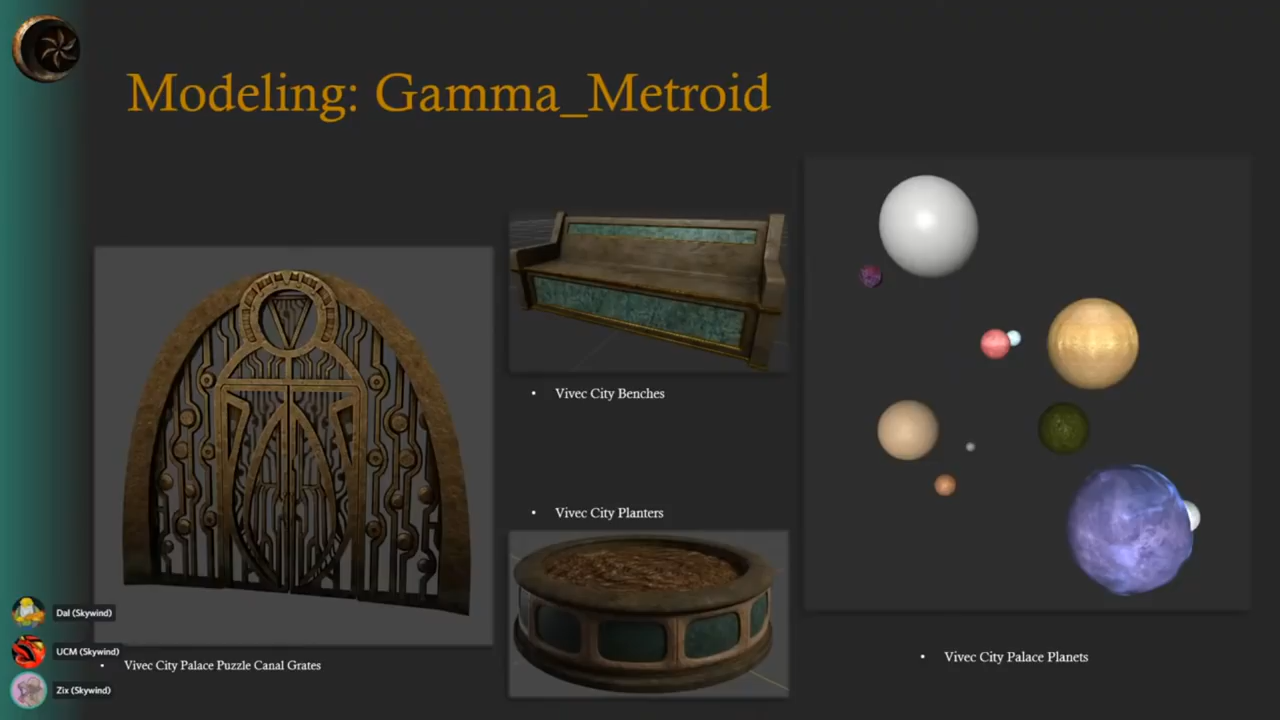 Modeling: Gamma_Metroid
• Vivec City Benches
• Vivec City Planters
Dal (Skywind)
UCM (Skywind)
• Vivec City Palace Puzzle Canal Grates
Zix (Skywind)
• Vivec City Palace Planets